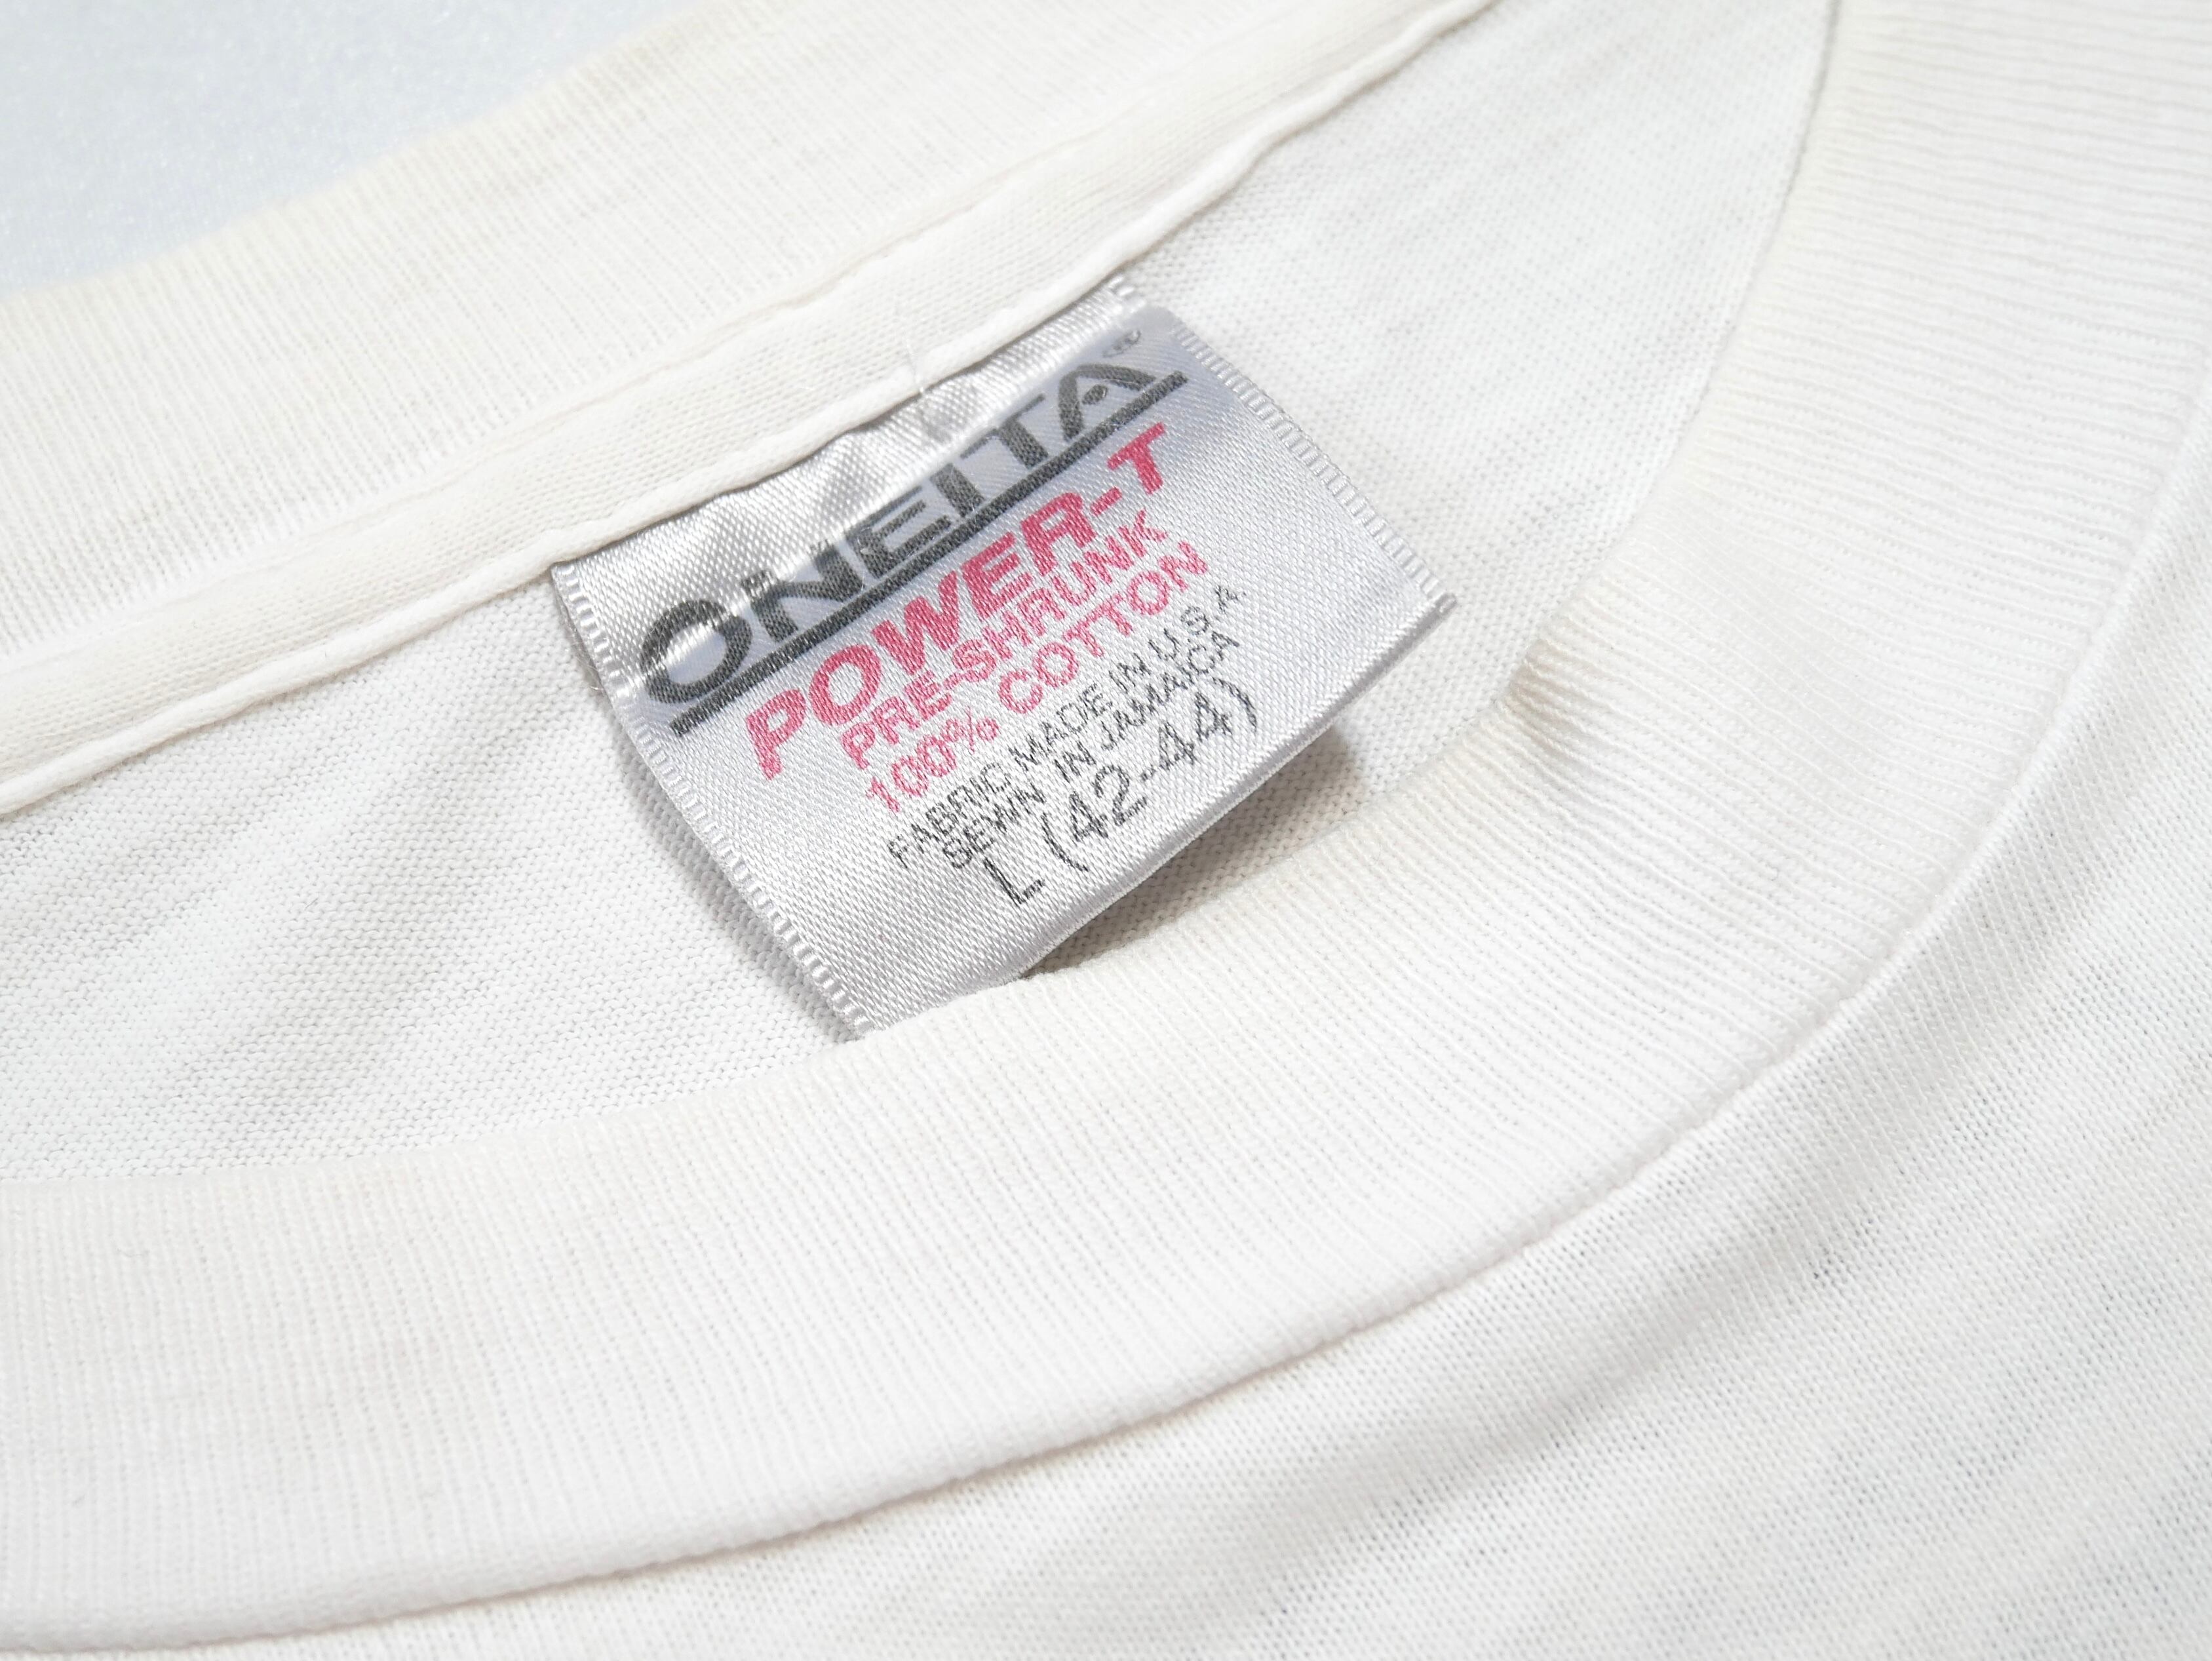 ONEITA®
POWER-T
PRE-SHRUNK
100% COTTON
FABRIC MADE IN U.S.A.
SEWN IN JAMAICA
L (42-44)